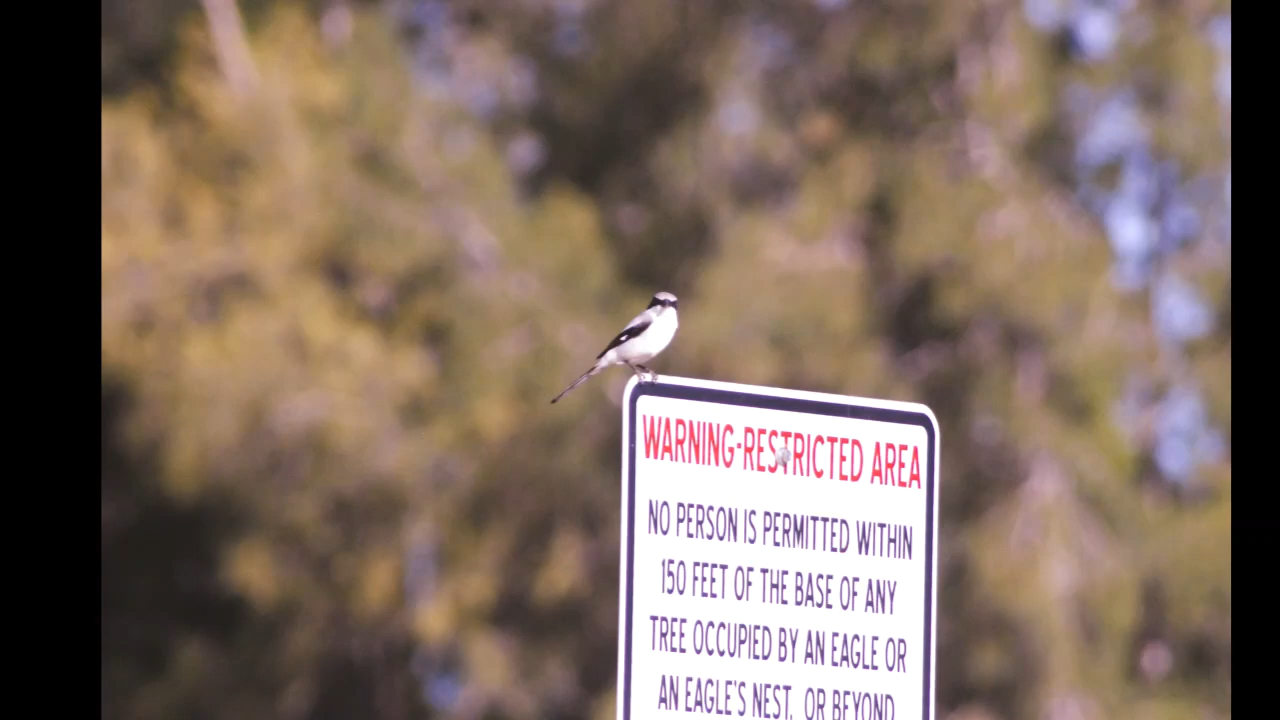 WARNING-RESTRICTED AREA
NO PERSON IS PERMITTED WITHIN
150 FEET OF THE BASE OF ANY
TREE OCCUPIED BY AN EAGLE OR
AN EAGLE'S NEST, OR BEYOND